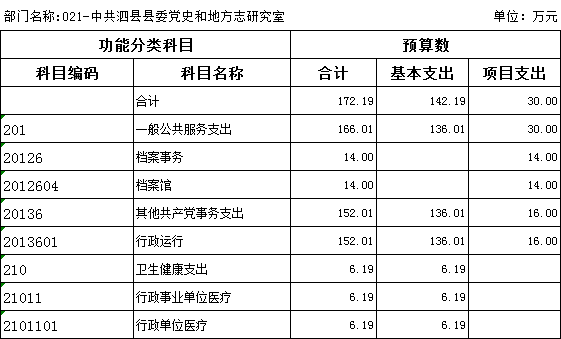 部门名称:021-中共泗县县委党史和地方志研究室 单位：万元
功能分类科目 预算数
科目编码 科目名称 合计 基本支出 项目支出
合计 172.19 142.19 30.00
201 一般公共服务支出 166.01 136.01 30.00
20126 档案事务 14.00 14.00
2012604 档案馆 14.00 14.00
20136 其他共产党事务支出 152.01 136.01 16.00
2013601 行政运行 152.01 136.01 16.00
210 卫生健康支出 6.19 6.19
21011 行政事业单位医疗 6.19 6.19
2101101 行政单位医疗 6.19 6.19